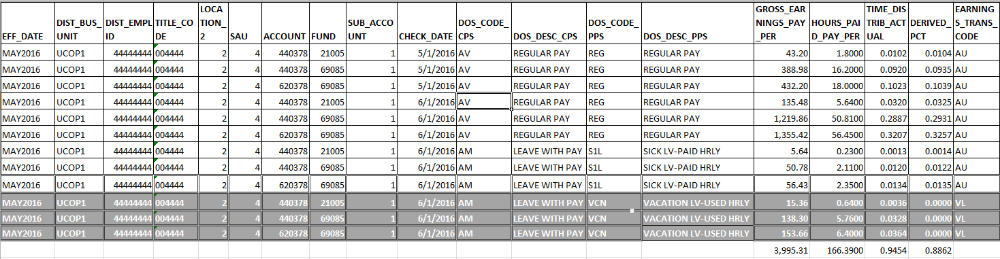 EFF_DATE DIST_BUS_UNIT DIST_EMPLID TITLE_CODE LOCATION_2 SAU ACCOUNT FUND SUB_ACCOUNT CHECK_DATE DOS_CODE_CPS DOS_DESC_CPS DOS_CODE_PPS DOS_DESC_PPS GROSS_EARNINGS_PAY_PER HOURS_PAID_PAY_PER TIME_DISTRIB_ACTUAL DERIVED_PCT EARNINGS_TRANS_CODE
MAY2016 UCOP1 44444444 004444 2 4 440378 21005 1 5/1/2016 AV REGULAR PAY REG REGULAR PAY 43.20 1.8000 0.0102 0.0104 AU
MAY2016 UCOP1 44444444 004444 2 4 440378 69085 1 5/1/2016 AV REGULAR PAY REG REGULAR PAY 388.98 16.2000 0.0920 0.0935 AU
MAY2016 UCOP1 44444444 004444 2 4 620378 69085 1 5/1/2016 AV REGULAR PAY REG REGULAR PAY 432.20 18.0000 0.1023 0.1039 AU
MAY2016 UCOP1 44444444 004444 2 4 440378 21005 1 6/1/2016 AV REGULAR PAY REG REGULAR PAY 135.48 5.6400 0.0320 0.0325 AU
MAY2016 UCOP1 44444444 004444 2 4 440378 69085 1 6/1/2016 AV REGULAR PAY REG REGULAR PAY 1,219.86 50.8100 0.2887 0.2931 AU
MAY2016 UCOP1 44444444 004444 2 4 620378 69085 1 6/1/2016 AV REGULAR PAY REG REGULAR PAY 1,355.42 56.4500 0.3207 0.3257 AU
MAY2016 UCOP1 44444444 004444 2 4 440378 21005 1 6/1/2016 AM LEAVE WITH PAY S1L SICK LV-PAID HRLY 5.64 0.2300 0.0013 0.0014 AU
MAY2016 UCOP1 44444444 004444 2 4 440378 69085 1 6/1/2016 AM LEAVE WITH PAY S1L SICK LV-PAID HRLY 50.78 2.1100 0.0120 0.0122 AU
MAY2016 UCOP1 44444444 004444 2 4 620378 69085 1 6/1/2016 AM LEAVE WITH PAY S1L SICK LV-PAID HRLY 56.43 2.3500 0.0134 0.0135 AU
MAY2016 UCOP1 44444444 004444 2 4 440378 21005 1 6/1/2016 AM LEAVE WITH PAY VCN VACATION LV-USED HRLY 15.36 0.6400 0.0036 0.0000 VL
MAY2016 UCOP1 44444444 004444 2 4 440378 69085 1 6/1/2016 AM LEAVE WITH PAY VCN VACATION LV-USED HRLY 138.30 5.7600 0.0328 0.0000 VL
MAY2016 UCOP1 44444444 004444 2 4 620378 69085 1 6/1/2016 AM LEAVE WITH PAY VCN VACATION LV-USED HRLY 153.66 6.4000 0.0364 0.0000 VL
3,995.31 166.3900 0.9454 0.8862